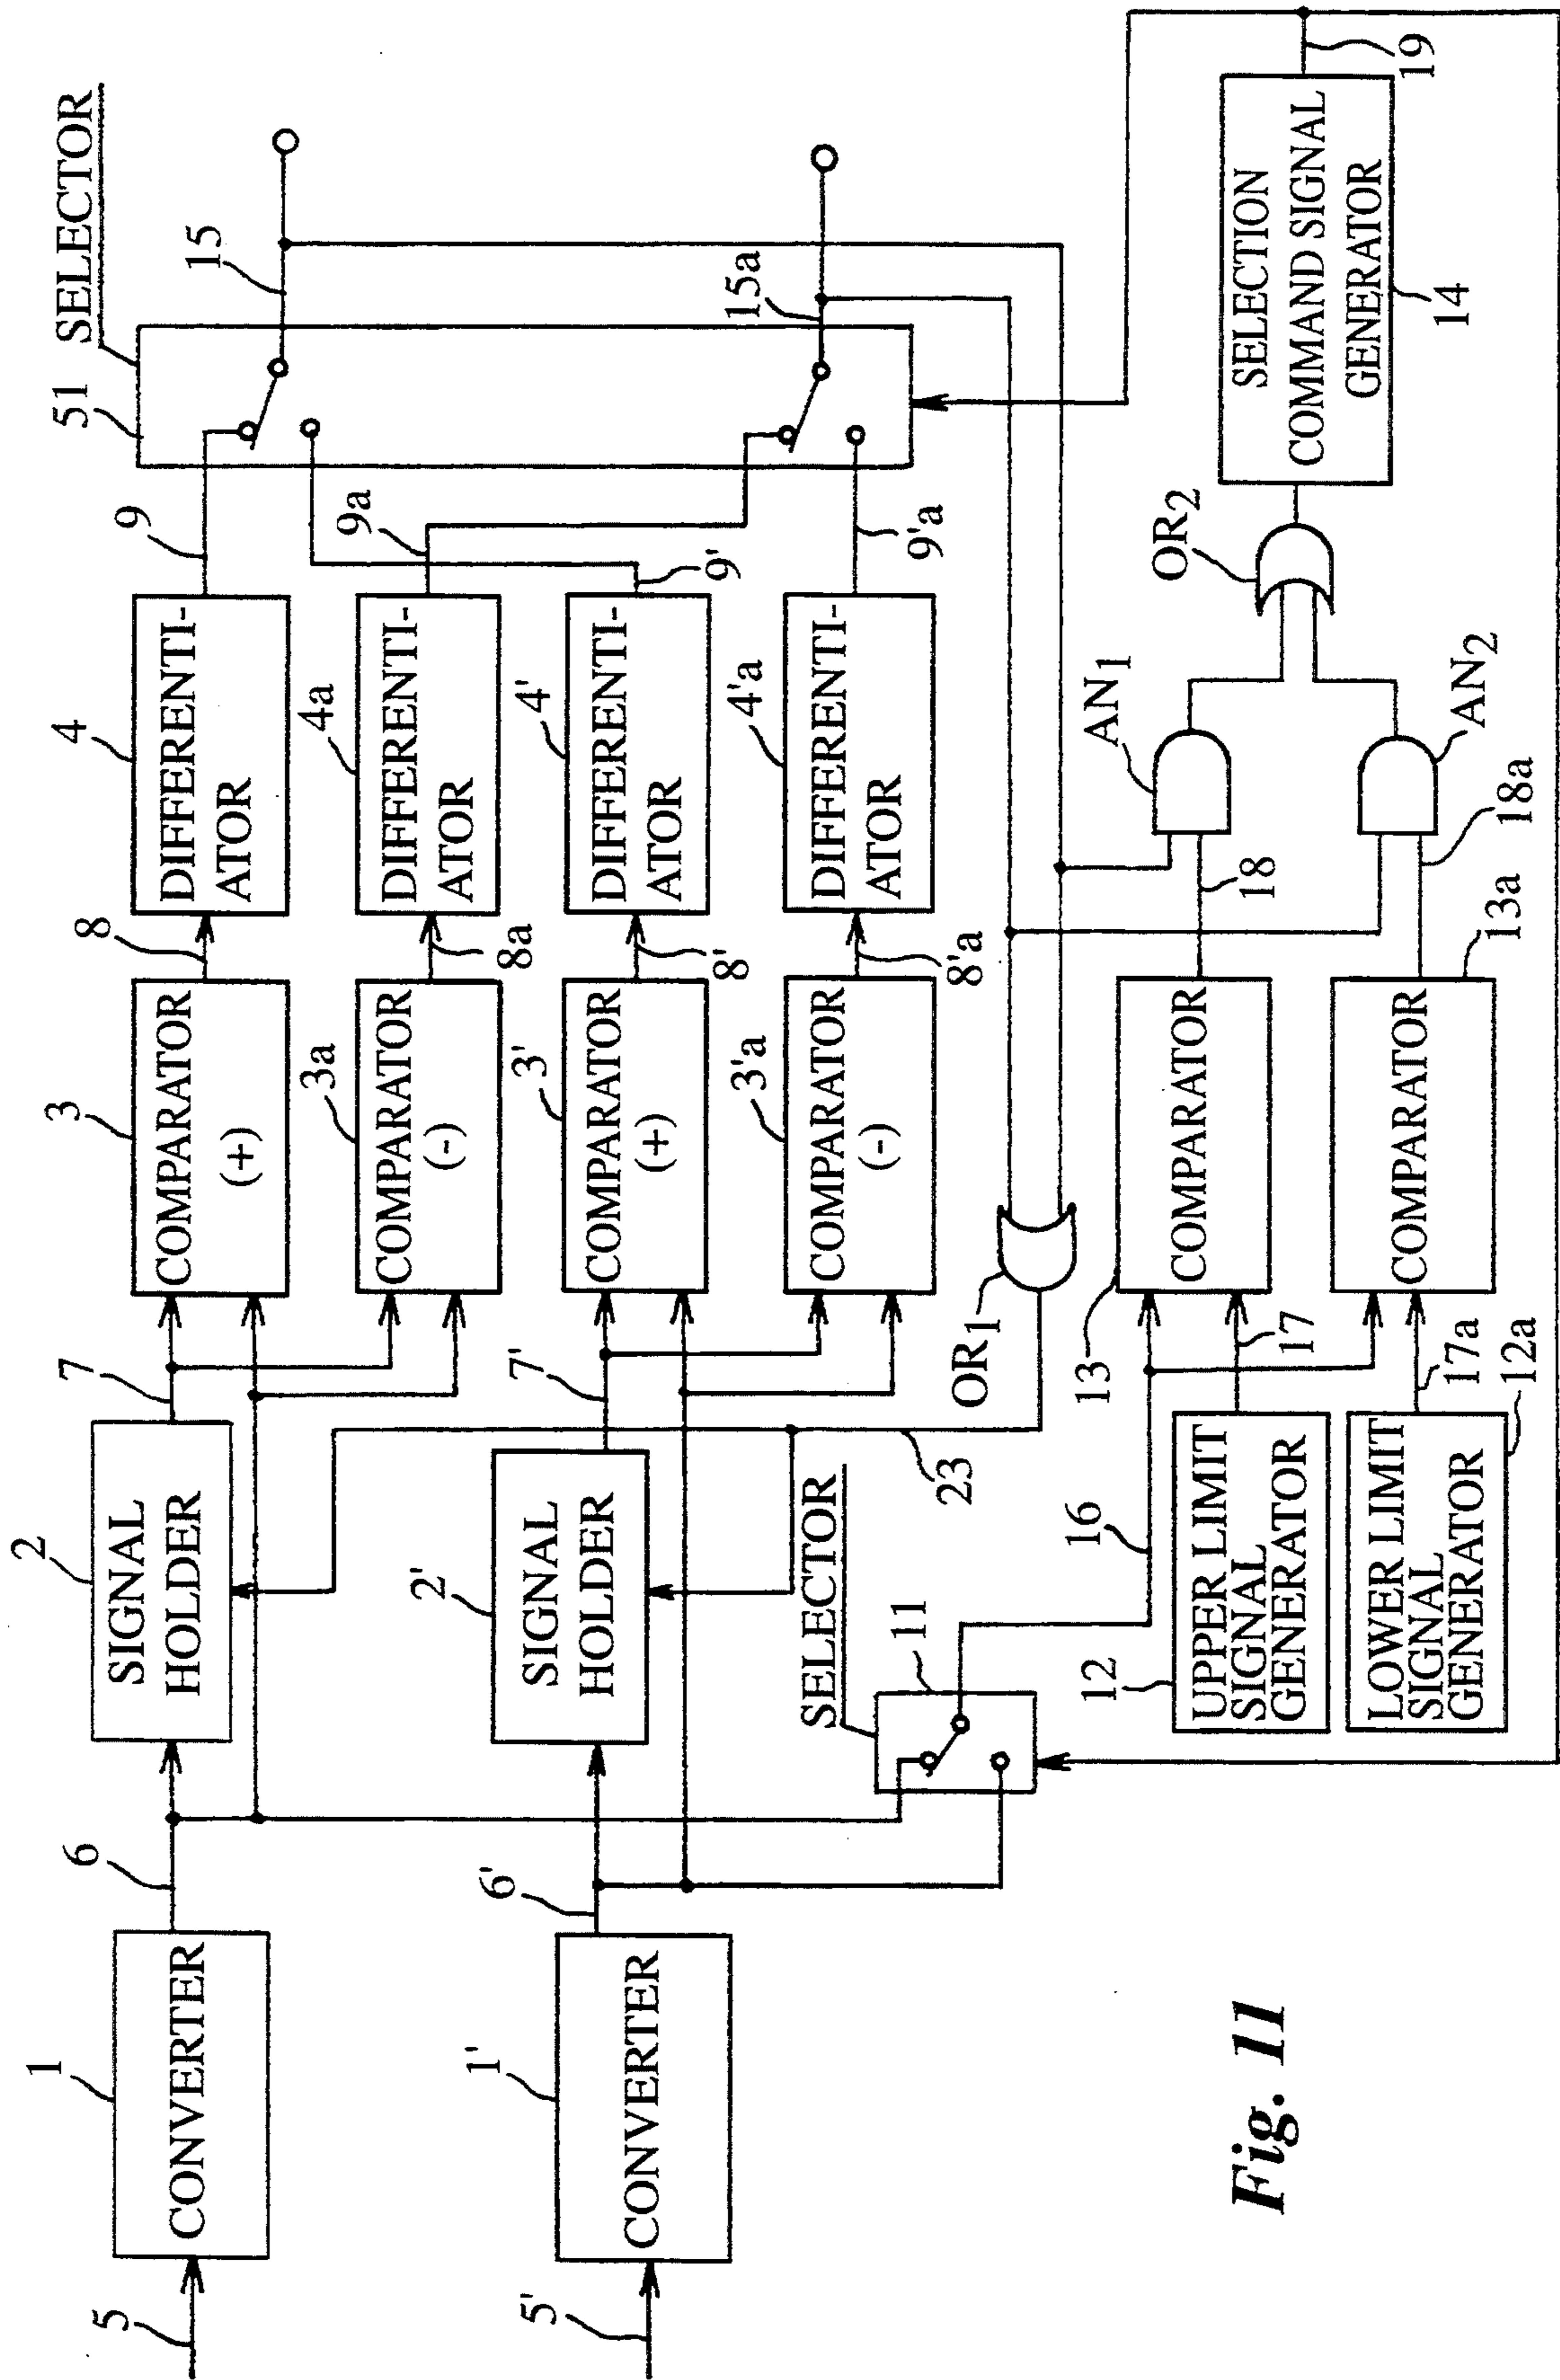 SELECTOR
51
15
15a
9
9a
9'
9'a
4
DIFFERENTI-
ATOR
4a
DIFFERENTI-
ATOR
4'
DIFFERENTI-
ATOR
4'a
DIFFERENTI-
ATOR
8
8a
8'
8'a
3
COMPARATOR
(+)
3a
COMPARATOR
(-)
3'
COMPARATOR
(+)
3'a
COMPARATOR
(-)
7
7'
2
SIGNAL
HOLDER
2'
SIGNAL
HOLDER
6
6'
1
CONVERTER
1'
CONVERTER
5
5'
SELECTOR
11
23
OR1
16
12
UPPER LIMIT
SIGNAL
GENERATOR
LOWER LIMIT
SIGNAL
GENERATOR
12a
17
17a
13
COMPARATOR
COMPARATOR
13a
18
18a
AN1
AN2
OR2
SELECTION
COMMAND SIGNAL
GENERATOR
14
19
Fig. 11